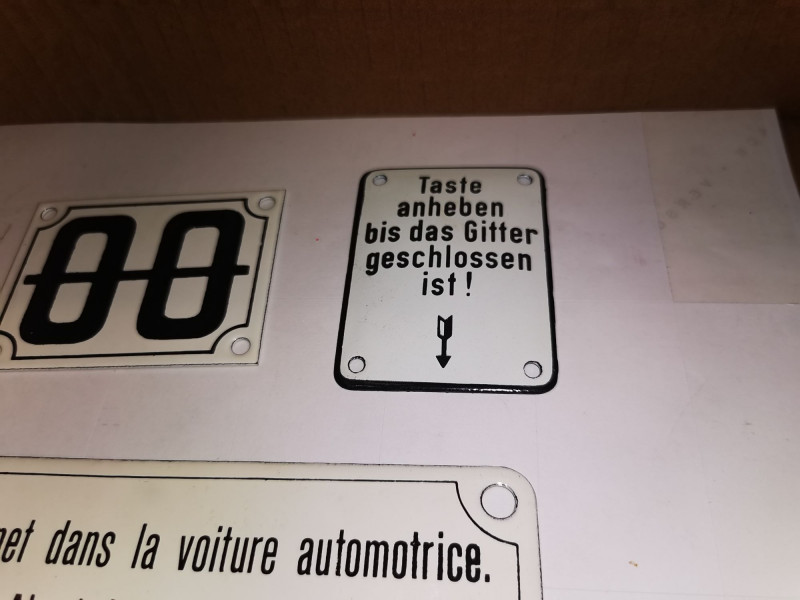 00
Taste
anheben
bis das Gitter
geschlossen
ist!
dans la voiture automotrice.